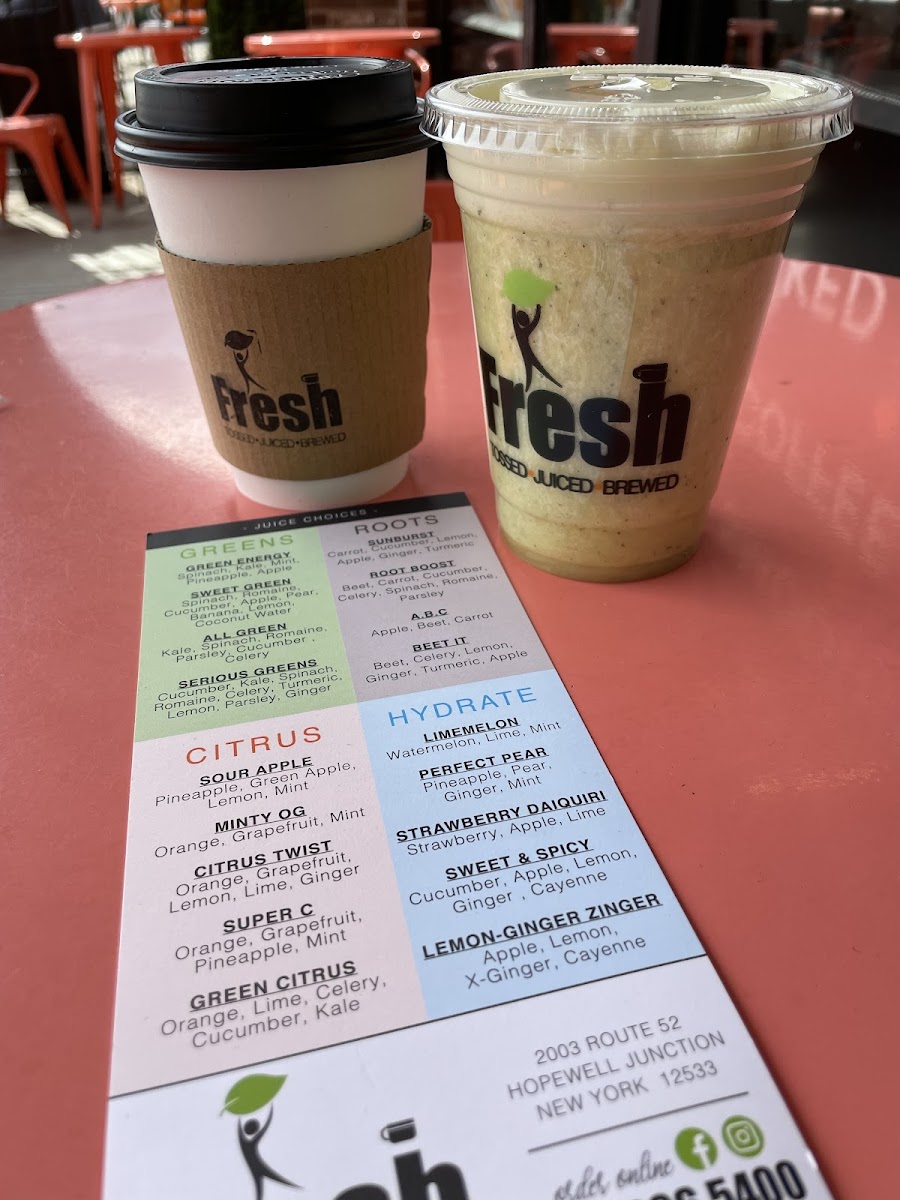 Fresh
TOSSED•JUICED•BREWED
Fresh
TOSSED•JUICED•BREWED
- JUICE CHOICES -
GREENS
GREEN ENERGY
Spinach, Kale, Mint,
Pineapple, Apple
SWEET GREEN
Spinach, Romaine,
Cucumber, Apple, Pear,
Banana, Lemon,
Coconut Water
ALL GREEN
Kale, Spinach, Romaine,
Parsley, Cucumber ,
Celery
SERIOUS GREENS
Cucumber, Kale, Spinach,
Romaine, Celery, Turmeric,
Lemon, Parsley, Ginger
ROOTS
SUNBURST
Carrot, Cucumber, Lemon,
Apple, Ginger, Turmeric
ROOT BOOST
Beet, Carrot, Cucumber,
Celery, Spinach, Romaine,
Parsley
A.B.C
Apple, Beet, Carrot
BEET IT
Beet, Celery, Lemon,
Ginger, Turmeric, Apple
CITRUS
SOUR APPLE
Pineapple, Green Apple,
Lemon, Mint
MINTY OG
Orange, Grapefruit, Mint
CITRUS TWIST
Orange, Grapefruit,
Lemon, Lime, Ginger
SUPER C
Orange, Grapefruit,
Pineapple, Mint
GREEN CITRUS
Orange, Lime, Celery,
Cucumber, Kale
HYDRATE
LIMEMELON
Watermelon, Lime, Mint
PERFECT PEAR
Pineapple, Pear,
Ginger, Mint
STRAWBERRY DAIQUIRI
Strawberry, Apple, Lime
SWEET & SPICY
Cucumber, Apple, Lemon,
Ginger , Cayenne
LEMON-GINGER ZINGER
Apple, Lemon,
X-Ginger, Cayenne
2003 ROUTE 52
HOPEWELL JUNCTION
NEW YORK 12533
order online
5400